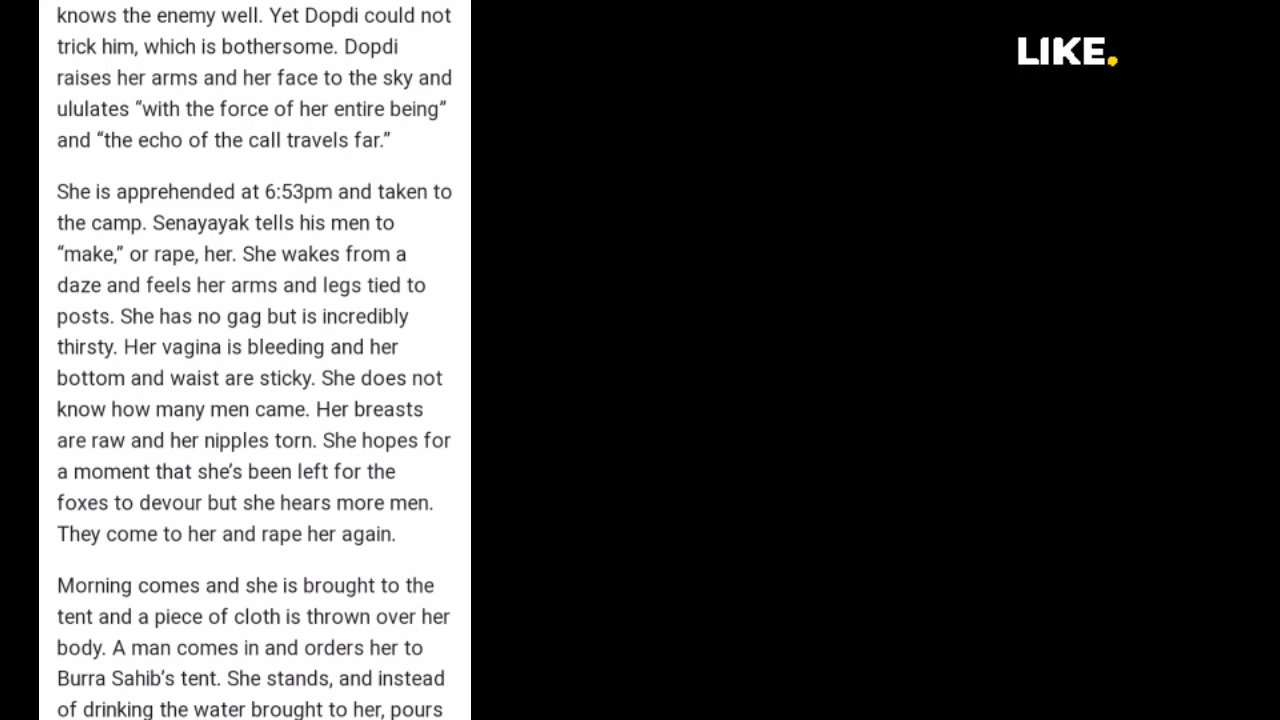 knows the enemy well. Yet Dopdi could not
trick him, which is bothersome. Dopdi
raises her arms and her face to the sky and
ululates “with the force of her entire being”
and “the echo of the call travels far.”
She is apprehended at 6:53pm and taken to
the camp. Senayayak tells his men to
“make,” or rape, her. She wakes from a
daze and feels her arms and legs tied to
posts. She has no gag but is incredibly
thirsty. Her vagina is bleeding and her
bottom and waist are sticky. She does not
know how many men came. Her breasts
are raw and her nipples torn. She hopes for
a moment that she’s been left for the
foxes to devour but she hears more men.
They come to her and rape her again.
Morning comes and she is brought to the
tent and a piece of cloth is thrown over her
body. A man comes in and orders her to
Burra Sahib’s tent. She stands, and instead
of drinking the water brought to her, pours
LIKE.